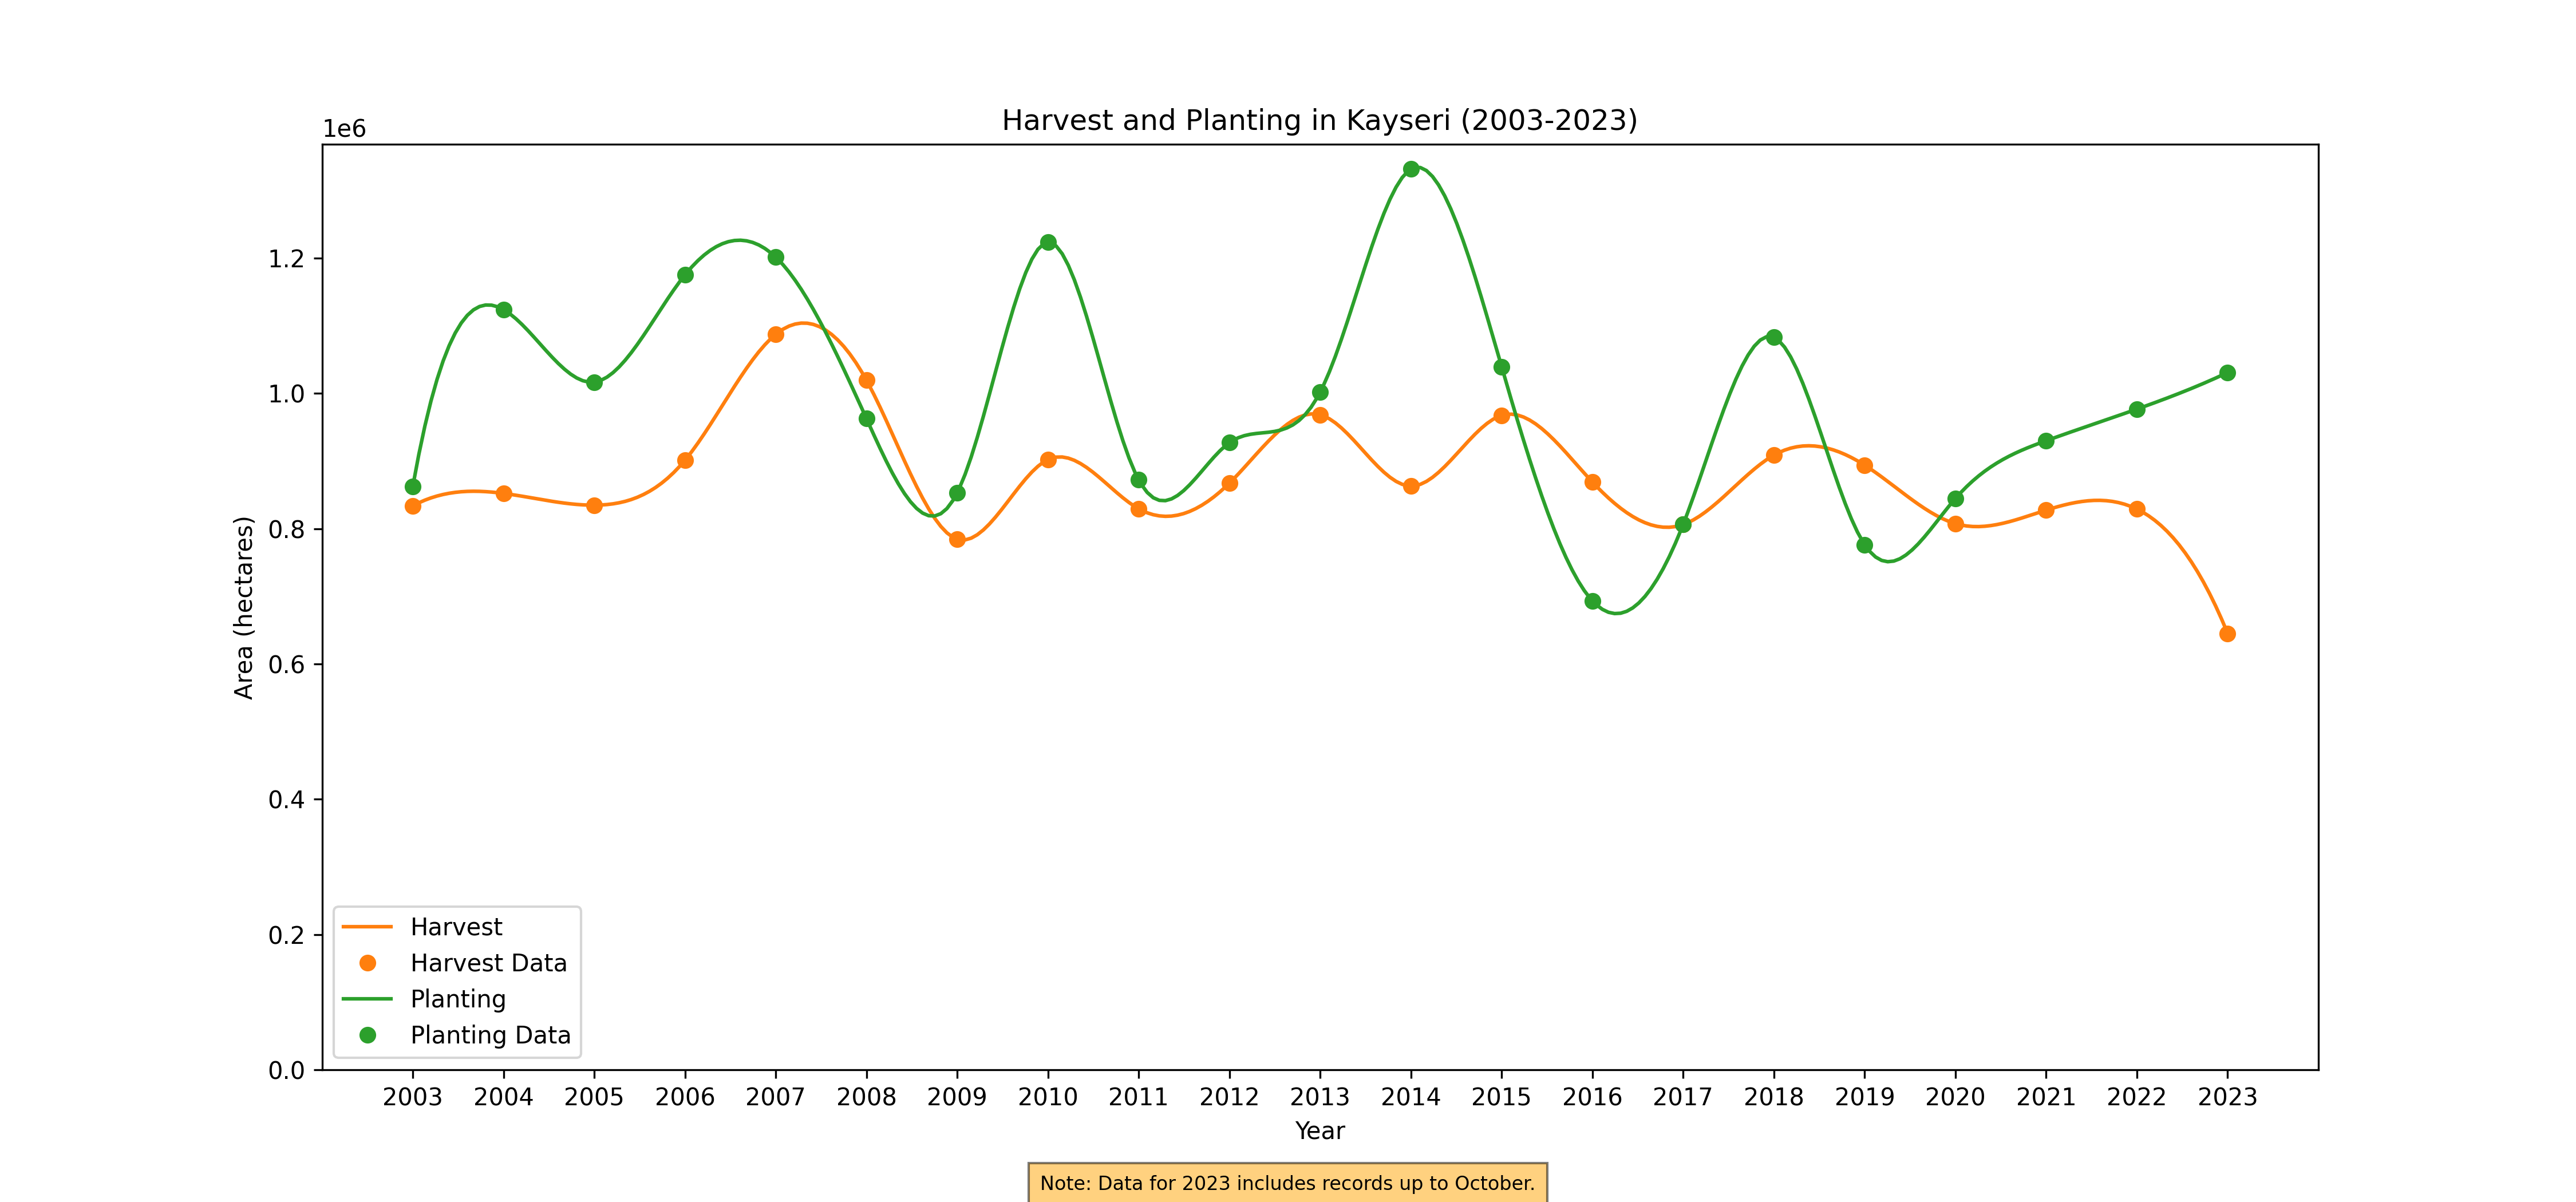 Harvest and Planting in Kayseri (2003-2023)
1e6
1.2
1.0
0.8
0.6
0.4
0.2
0.0
Area (hectares)
Harvest
Harvest Data
Planting
Planting Data
2003 2004 2005 2006 2007 2008 2009 2010 2011 2012 2013 2014 2015 2016 2017 2018 2019 2020 2021 2022 2023
Year
Note: Data for 2023 includes records up to October.